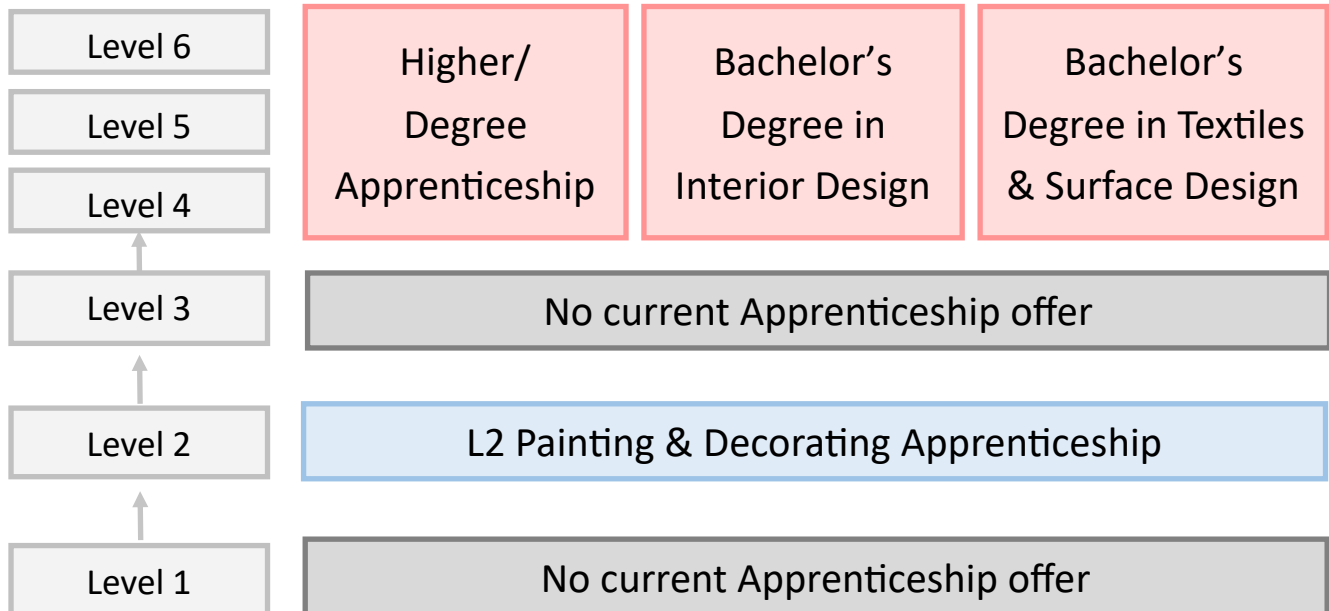 Level 6
Level 5
Level 4
Higher/
Degree
Apprenticeship
Bachelor’s
Degree in
Interior Design
Bachelor’s
Degree in Textiles
& Surface Design
Level 3
No current Apprenticeship offer
Level 2
L2 Painting & Decorating Apprenticeship
Level 1
No current Apprenticeship offer